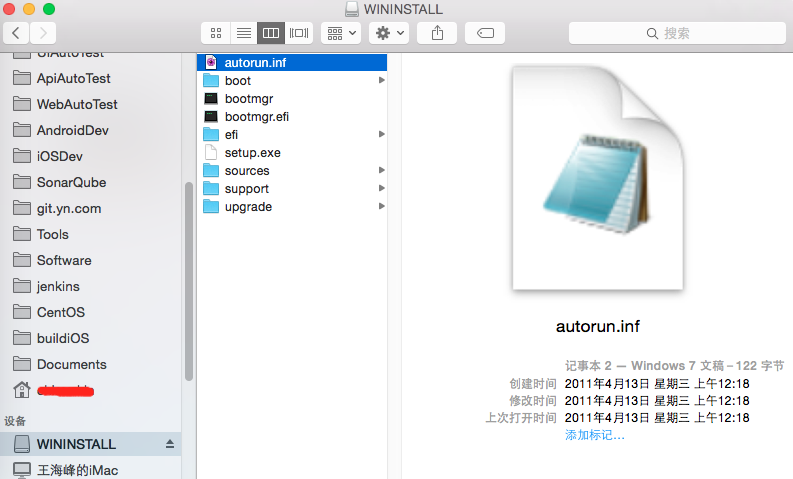 WININSTALL
搜索
UIAutoTest
ApiAutoTest
WebAutoTest
AndroidDev
iOSDev
SonarQube
git.yn.com
Tools
Software
jenkins
CentOS
buildiOS
Documents
设备
WININSTALL
王海峰的iMac
autorun.inf
boot
bootmgr
bootmgr.efi
efi
setup.exe
sources
support
upgrade
autorun.inf
记事本 2 — Windows 7 文稿 – 122 字节
创建时间 2011年4月13日 星期三 上午12:18
修改时间 2011年4月13日 星期三 上午12:18
上次打开时间 2011年4月13日 星期三 上午12:18
添加标记...